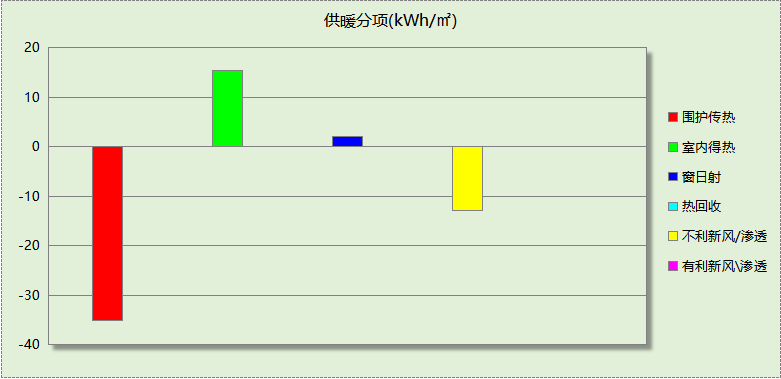 供暖分项(kWh/㎡)
20
10
0
-10
-20
-30
-40
围护传热
室内得热
窗日射
热回收
不利新风/渗透
有利新风\渗透